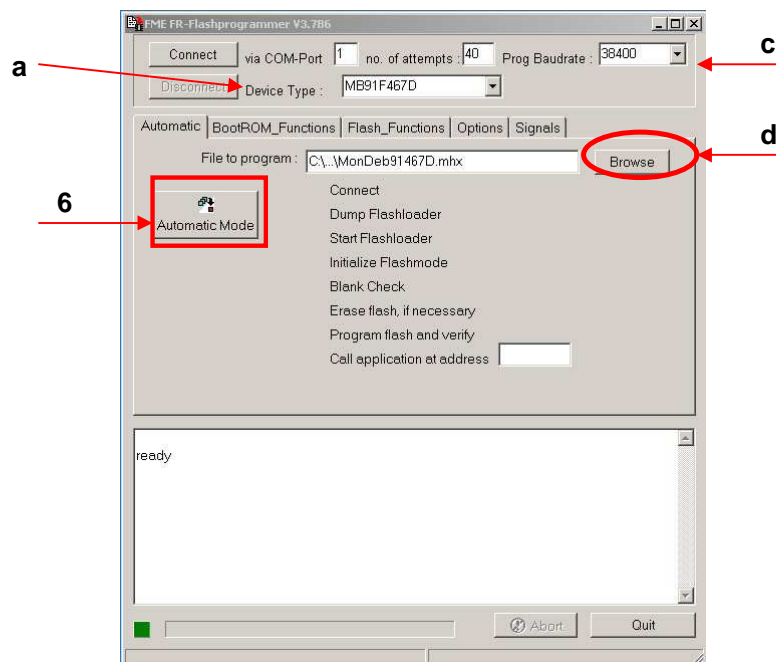 FME FR-Flashprogrammer V3.7B6
Connect via COM-Port 1 no. of attempts : 40 Prog Baudrate : 38400
c
a
Disconnect Device Type : MB91F467D
Automatic BootROM_Functions Flash_Functions Options Signals
d
File to program : C:\...\MonDeb91467D.mhx Browse
6
Automatic Mode
Connect
Dump Flashloader
Start Flashloader
Initialize Flashmode
Blank Check
Erase flash, if necessary
Program flash and verify
Call application at address
ready
Abort Quit